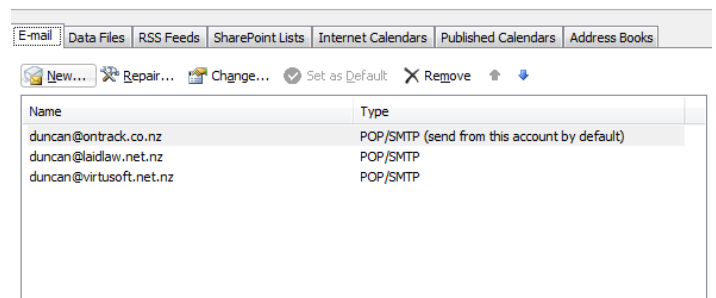 E-mail Data Files RSS Feeds SharePoint Lists Internet Calendars Published Calendars Address Books
New... Repair... Change... Set as Default Remove
Name Type
duncan@ontrack.co.nz POP/SMTP (send from this account by default)
duncan@laidlaw.net.nz POP/SMTP
duncan@virtusoft.net.nz POP/SMTP